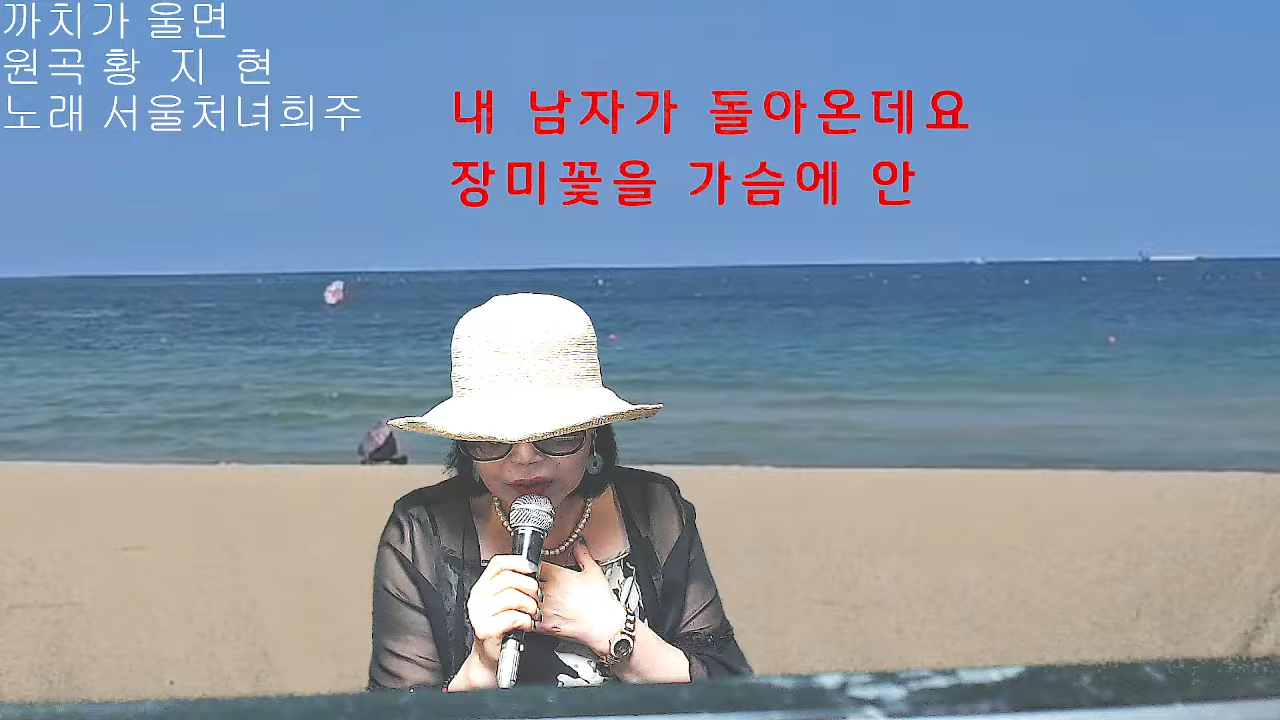 까치가 울면
원곡 황 지 현
노래 서울처녀희주
내 남자가 돌아온데요
장미꽃을 가슴에 안